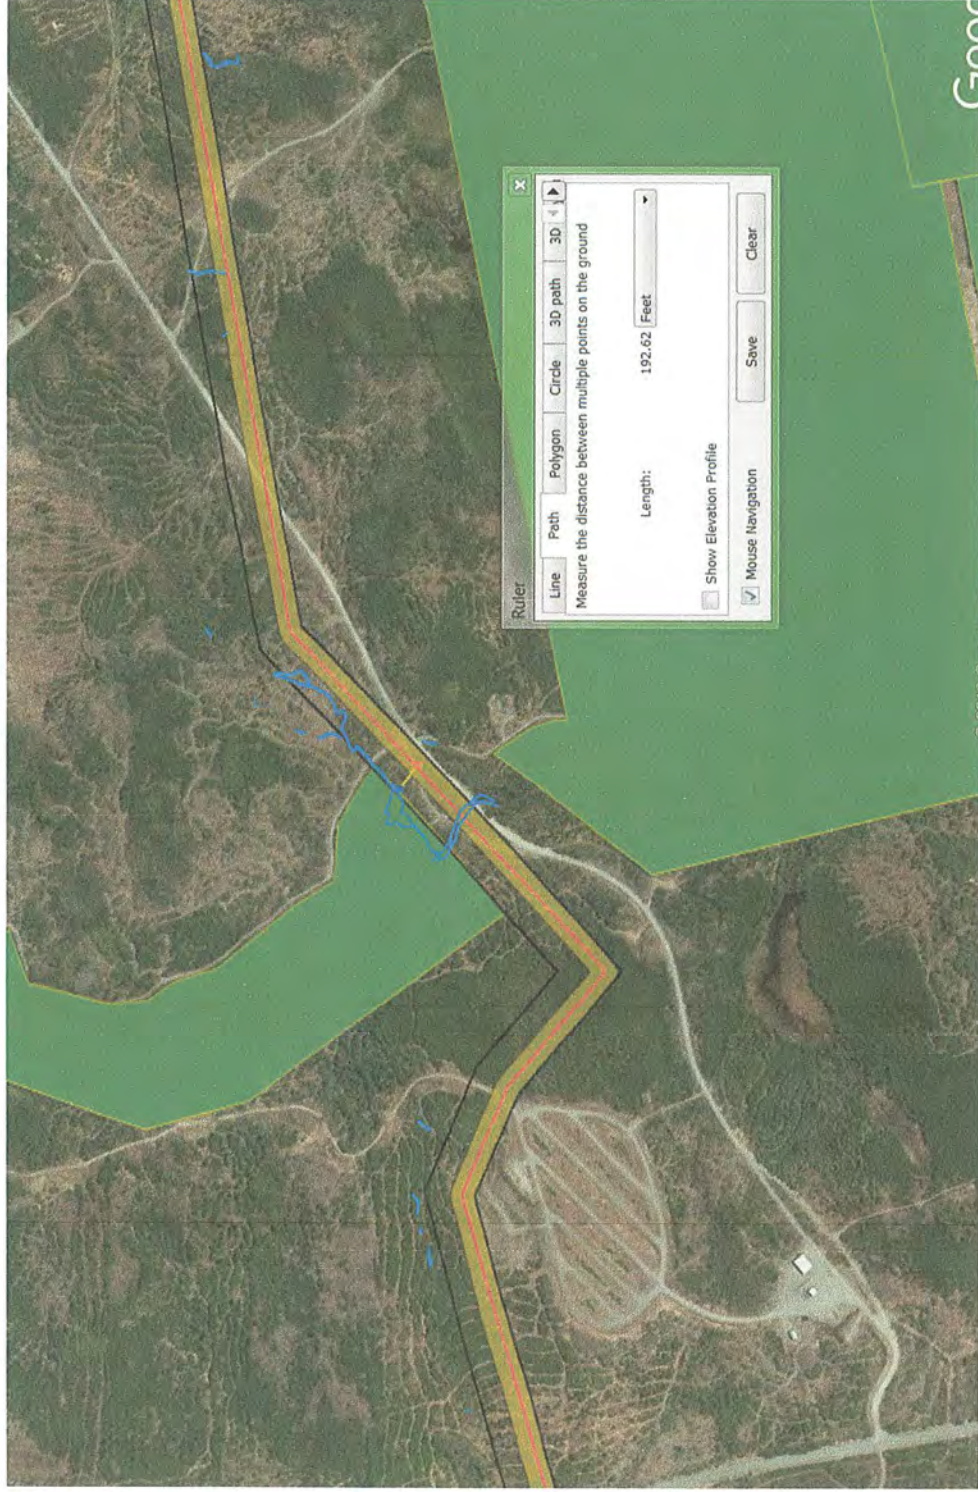 Ruler
Line Path Polygon Circle 3D path 3D
Measure the distance between multiple points on the ground
Length: 192.62 Feet
Show Elevation Profile
Mouse Navigation Save Clear